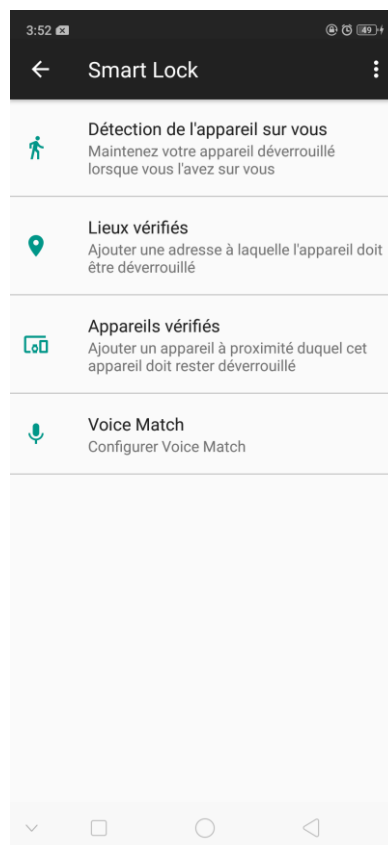 3:52
49
Smart Lock
Détection de l'appareil sur vous
Maintenez votre appareil déverrouillé
lorsque vous l'avez sur vous
Lieux vérifiés
Ajouter une adresse à laquelle l'appareil doit
être déverrouillé
Appareils vérifiés
Ajouter un appareil à proximité duquel cet
appareil doit rester déverrouillé
Voice Match
Configurer Voice Match